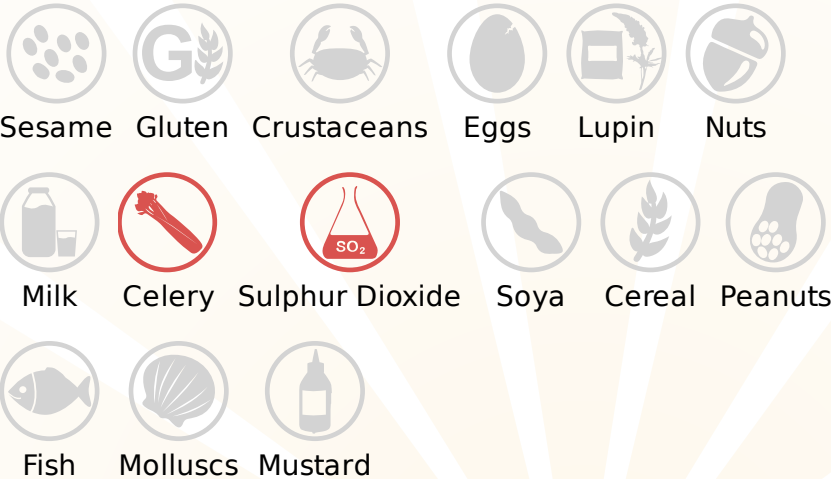 G
Sesame Gluten Crustaceans Eggs Lupin Nuts
SO₂
Milk Celery Sulphur Dioxide Soya Cereal Peanuts
Fish Molluscs Mustard